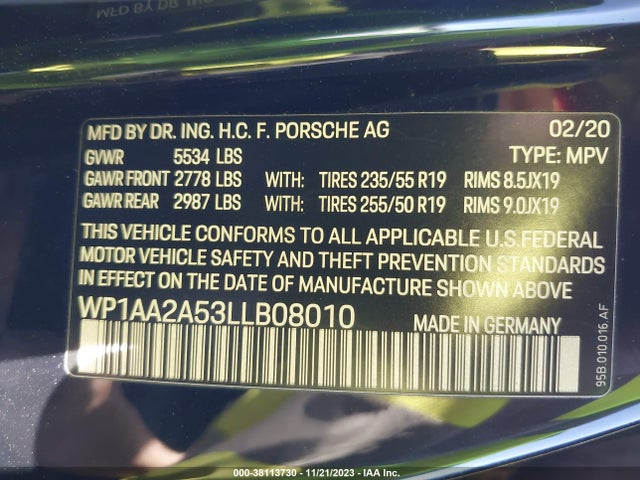 MFD BY DR. ING. H.C. F. PORSCHE AG 02/20
GVWR 5534 LBS TYPE: MPV
GAWR FRONT 2778 LBS WITH: TIRES 235/55 R19 RIMS 8.5JX19
GAWR REAR 2987 LBS WITH: TIRES 255/50 R19 RIMS 9.0JX19
THIS VEHICLE CONFORMS TO ALL APPLICABLE U.S.FEDERAL
MOTOR VEHICLE SAFETY AND THEFT PREVENTION STANDARDS
IN EFFECT ON THE DATE OF MANUFACTURE SHOWN ABOVE
WP1AA2A53LLB08010 MADE IN GERMANY
95B.010.016.AF
000-38113730 - 11/21/2023 - IAA Inc.